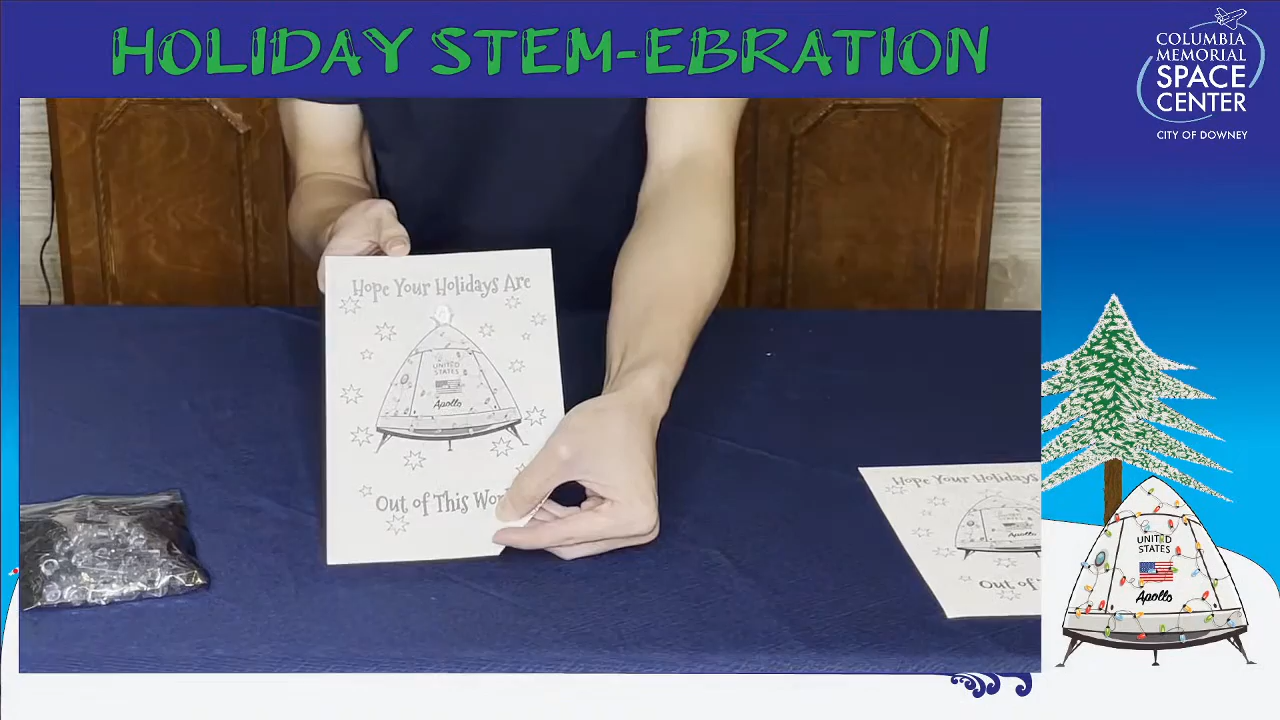 HOLIDAY STEM-EBRATION
COLUMBIA
MEMORIAL
SPACE
CENTER
CITY OF DOWNEY
Hope Your Holidays Are
UNITED
STATES
Apollo
Out of This
Hope Your Holidays
Apollo
Out of
UNITED
STATES
Apollo